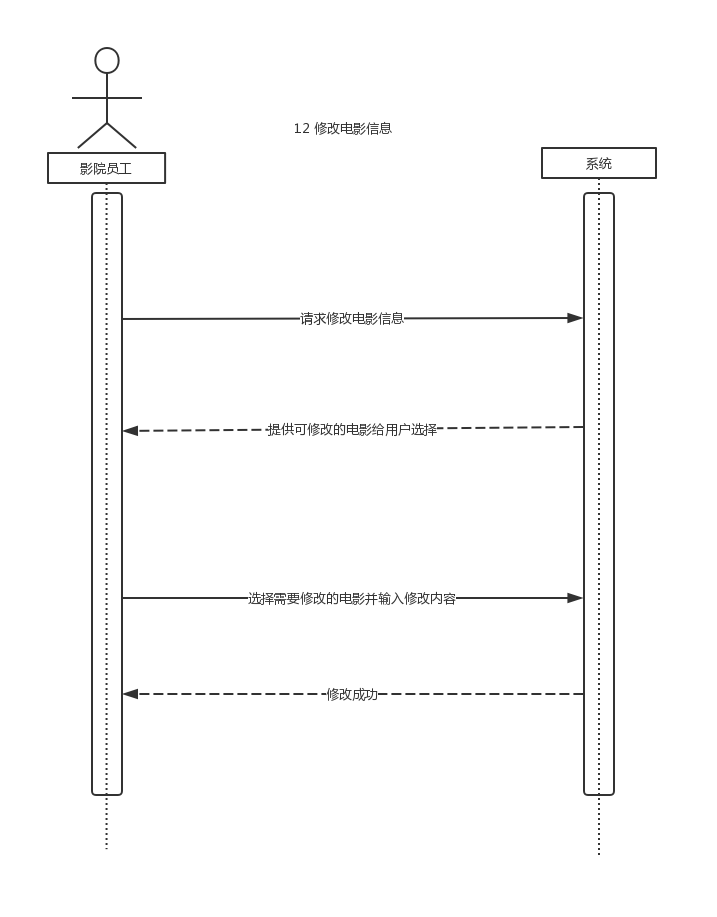 12 修改电影信息
影院员工
系统
请求修改电影信息
提供可修改的电影给用户选择
选择需要修改的电影并输入修改内容
修改成功